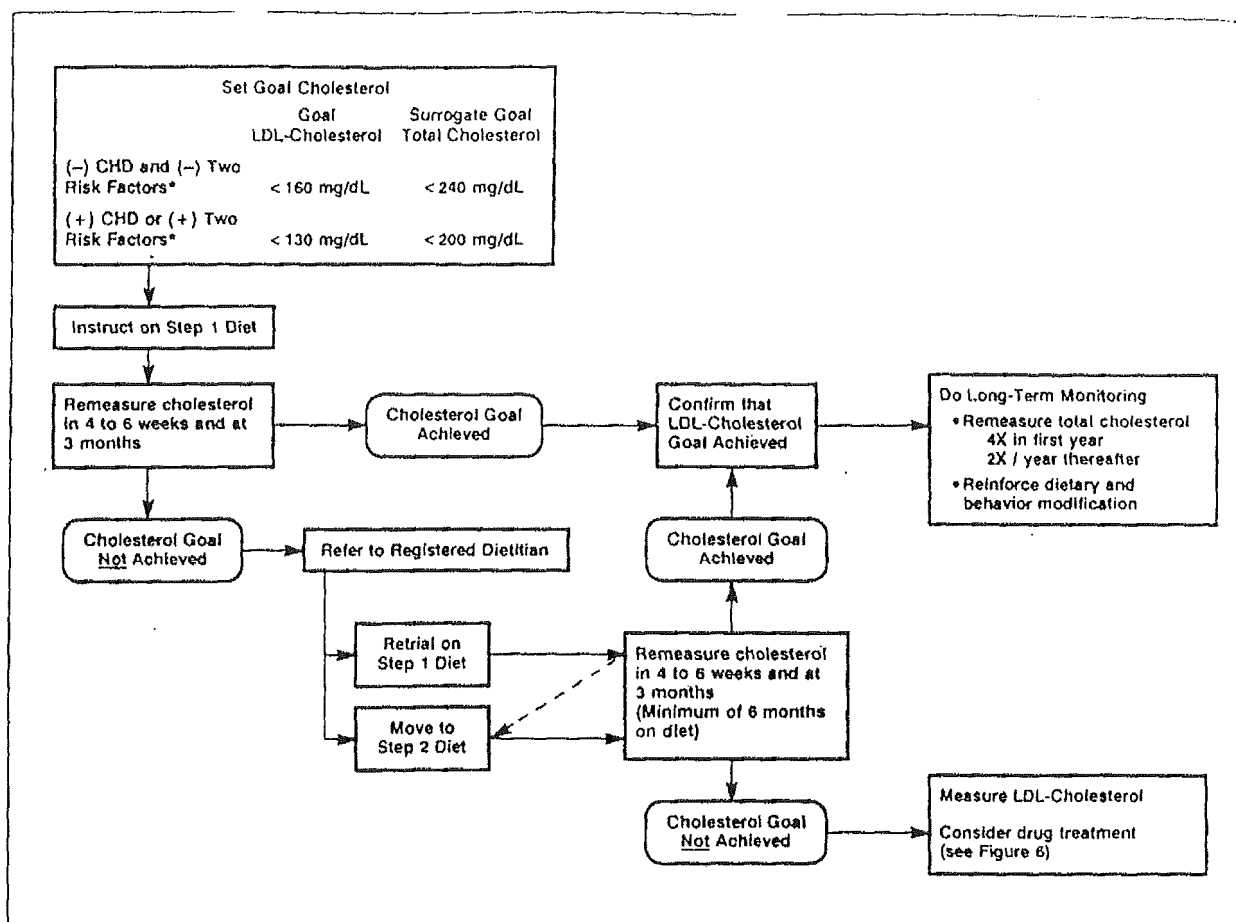 Set Goal Cholesterol
Goal Surrogate Goal
LDL-Cholesterol Total Cholesterol
(–) CHD and (–) Two
Risk Factors* < 160 mg/dL < 240 mg/dL
(+) CHD or (+) Two
Risk Factors* < 130 mg/dL < 200 mg/dL
Instruct on Step 1 Diet
Remeasure cholesterol
in 4 to 6 weeks and at
3 months
Cholesterol Goal
Achieved
Confirm that
LDL-Cholesterol
Goal Achieved
Do Long-Term Monitoring
• Remeasure total cholesterol
4X in first year
2X / year thereafter
• Reinforce dietary and
behavior modification
Cholesterol Goal
Not Achieved
Refer to Registered Dietitian
Cholesterol Goal
Achieved
Retrial on
Step 1 Diet
Move to
Step 2 Diet
Remeasure cholesterol
in 4 to 6 weeks and at
3 months
(Minimum of 6 months
on diet)
Cholesterol Goal
Not Achieved
Measure LDL-Cholesterol
Consider drug treatment
(see Figure 6)